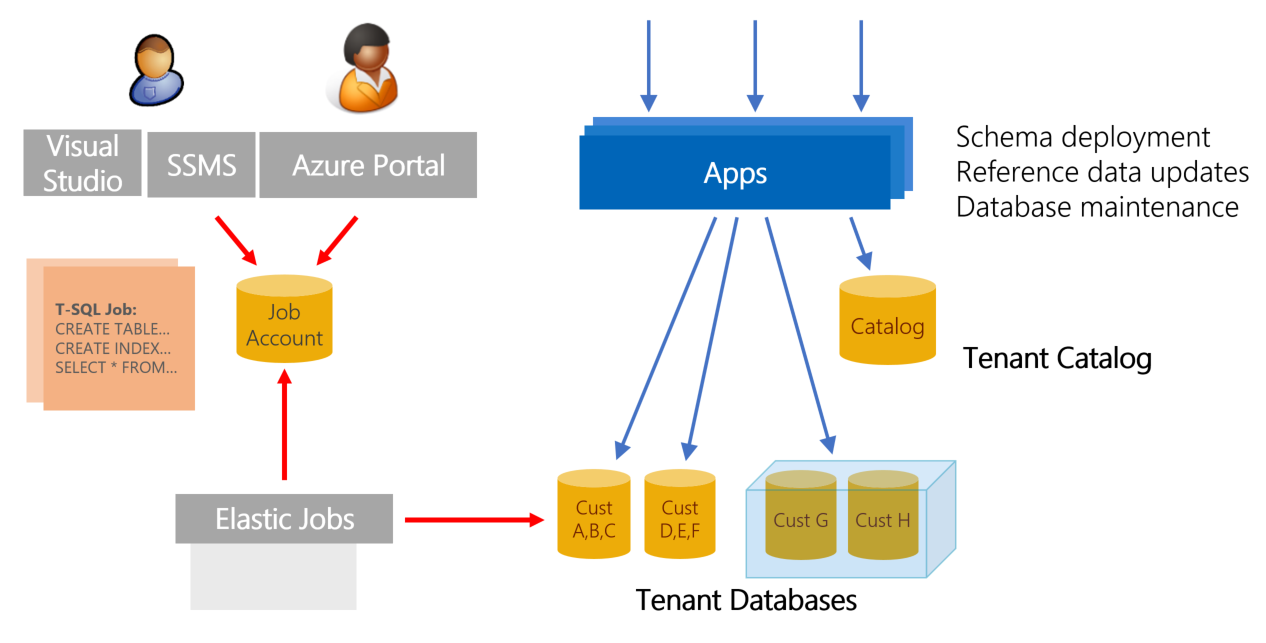 Visual
Studio
SSMS
Azure Portal
Apps
Schema deployment
Reference data updates
Database maintenance
T-SQL Job:
CREATE TABLE...
CREATE INDEX...
SELECT * FROM...
Job
Account
Catalog
Tenant Catalog
Elastic Jobs
Cust
A,B,C
Cust
D,E,F
Cust G
Cust H
Tenant Databases